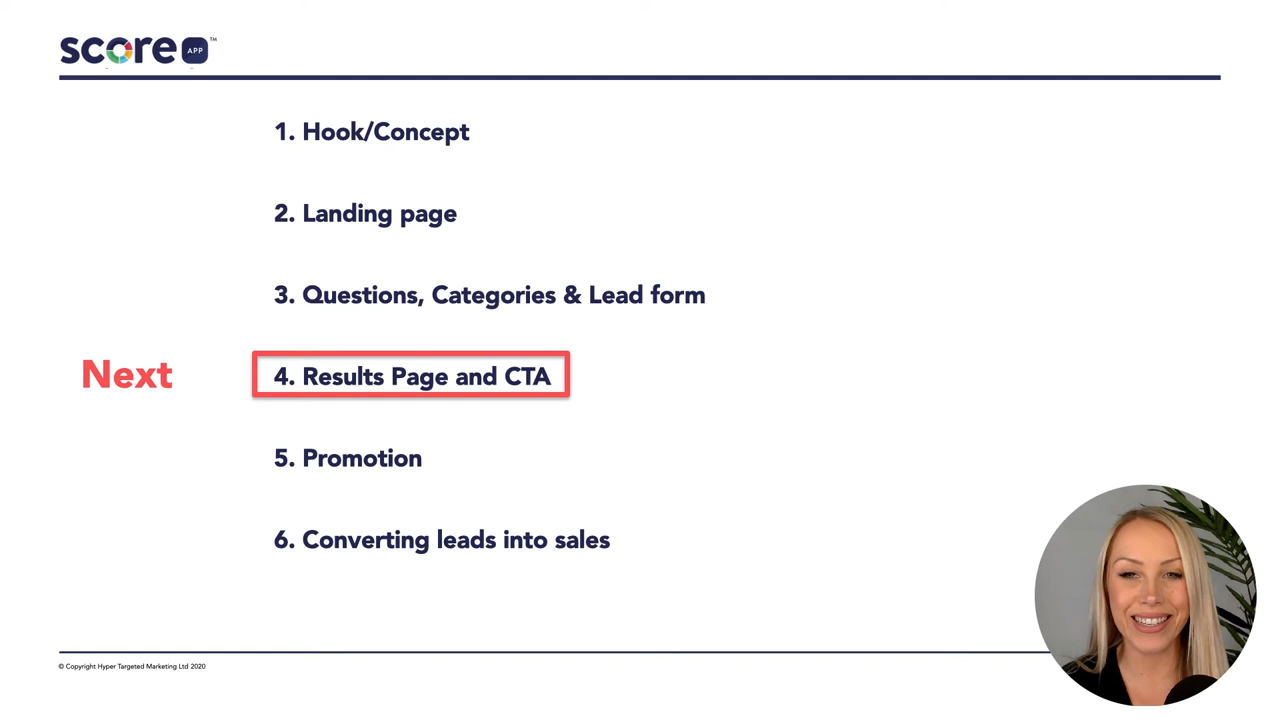 score APP ™
1. Hook/Concept
2. Landing page
3. Questions, Categories & Lead form
Next
4. Results Page and CTA
5. Promotion
6. Converting leads into sales
© Copyright Hyper Targeted Marketing Ltd 2020